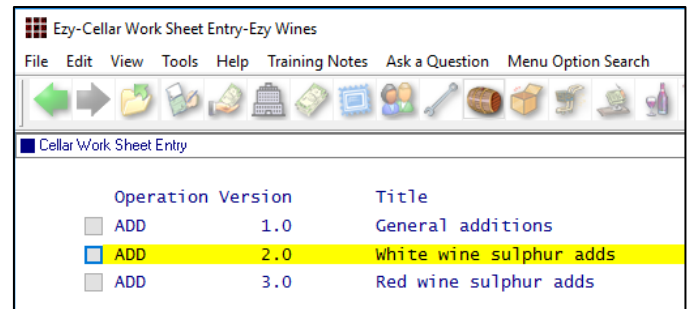 Ezy-Cellar Work Sheet Entry-Ezy Wines
File Edit View Tools Help Training Notes Ask a Question Menu Option Search
Cellar Work Sheet Entry
Operation Version Title
ADD 1.0 General additions
ADD 2.0 White wine sulphur adds
ADD 3.0 Red wine sulphur adds